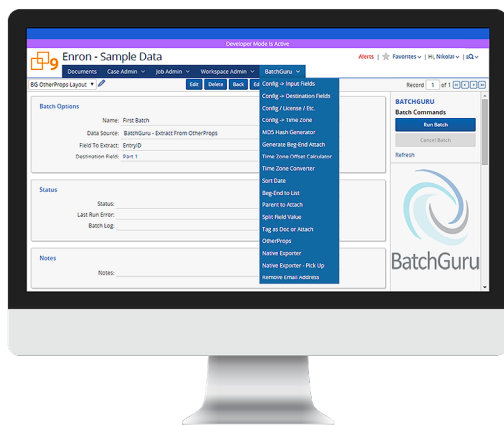 Developer Mode Is Active
9 Enron - Sample Data
Alerts | Favorites | Hi, Nikolai |
Documents Case Admin Job Admin Workspace Admin BatchGuru
BG OtherProps Layout Edit Delete Back Record 1 of 1
Config -> Input Fields
Config -> Destination Fields
Config / License / Etc.
Config -> Time Zone
MD5 Hash Generator
Generate Beg-End Attach
Time Zone Offset Calculator
Time Zone Converter
Sort Date
Beg-End to List
Parent to Attach
Split Field Value
Tag as Doc or Attach
OtherProps
Native Exporter
Native Exporter - Pick Up
Remove Email Address
Batch Options
Name: First Batch
Data Source: BatchGuru - Extract From OtherProps
Field To Extract: EntryID
Destination Field: Part 1
Status
Status:
Last Run Error:
Batch Log:
Notes
Notes:
BATCHGURU
Batch Commands
Run Batch
Cancel Batch
Refresh
BatchGuru